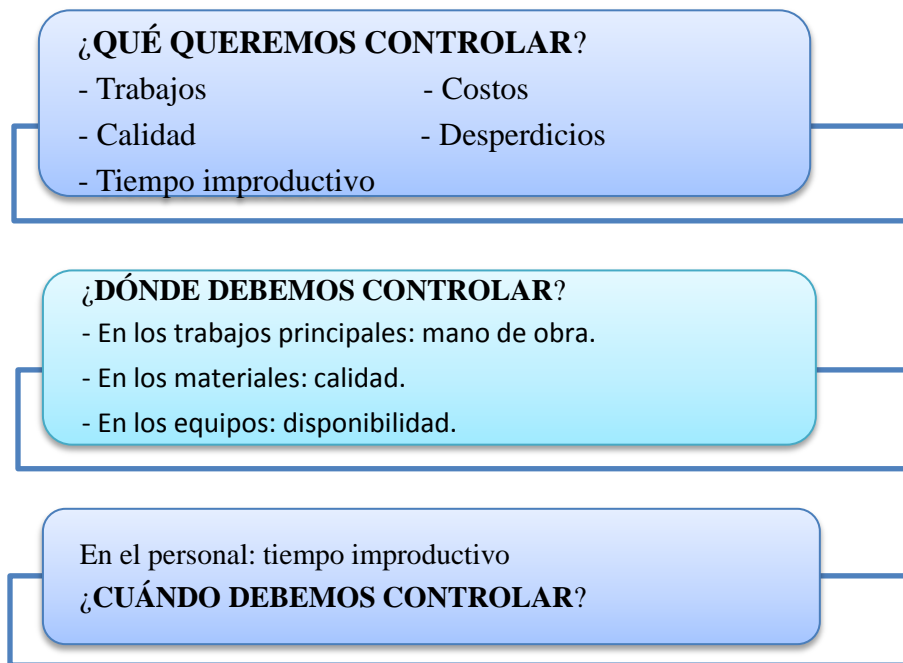 ¿QUÉ QUEREMOS CONTROLAR?
- Trabajos - Costos
- Calidad - Desperdicios
- Tiempo improductivo
¿DÓNDE DEBEMOS CONTROLAR?
- En los trabajos principales: mano de obra.
- En los materiales: calidad.
- En los equipos: disponibilidad.
En el personal: tiempo improductivo
¿CUÁNDO DEBEMOS CONTROLAR?